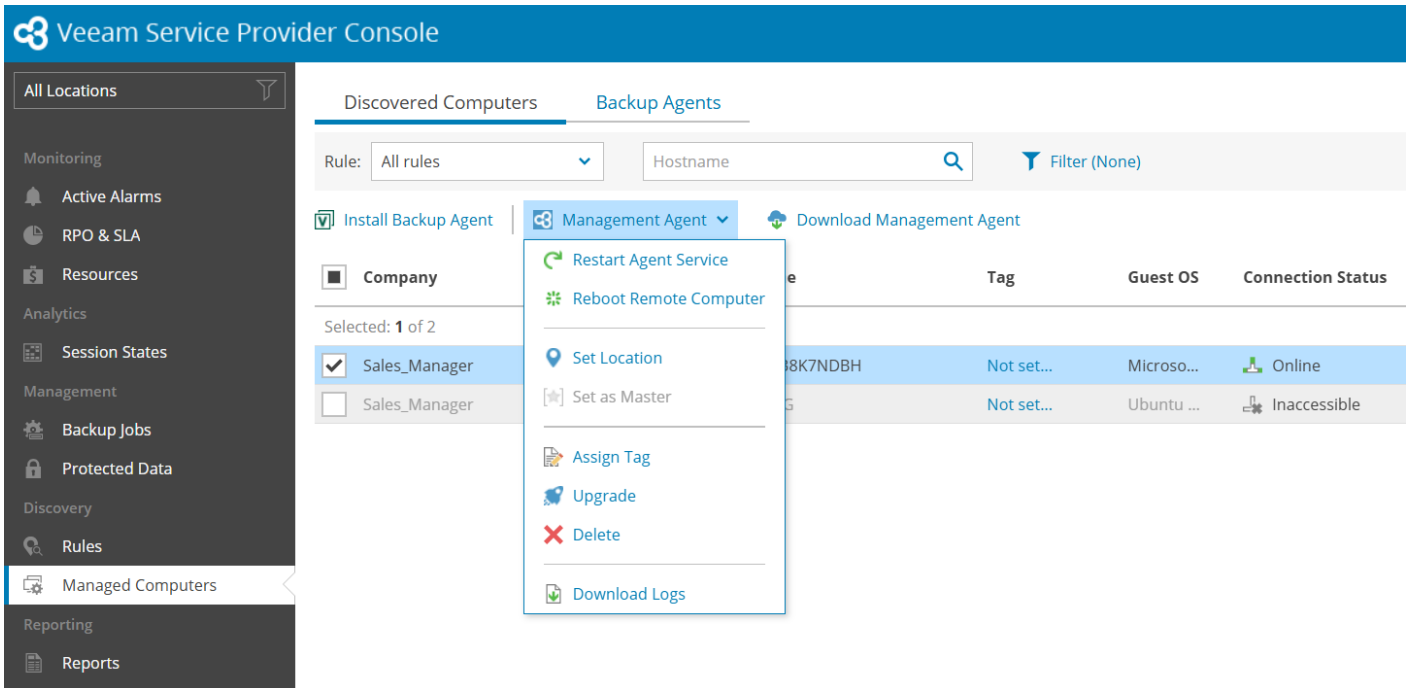 Veeam Service Provider Console
All Locations
Monitoring
Active Alarms
RPO & SLA
Resources
Analytics
Session States
Management
Backup Jobs
Protected Data
Discovery
Rules
Managed Computers
Reporting
Reports
Discovered Computers Backup Agents
Rule: All rules Hostname Filter (None)
Install Backup Agent Management Agent Download Management Agent
Restart Agent Service
Reboot Remote Computer
Set Location
Set as Master
Assign Tag
Upgrade
Delete
Download Logs
Company Tag Guest OS Connection Status
Selected: 1 of 2
Sales_Manager 8K7NDBH Not set... Microso... Online
Sales_Manager G Not set... Ubuntu ... Inaccessible